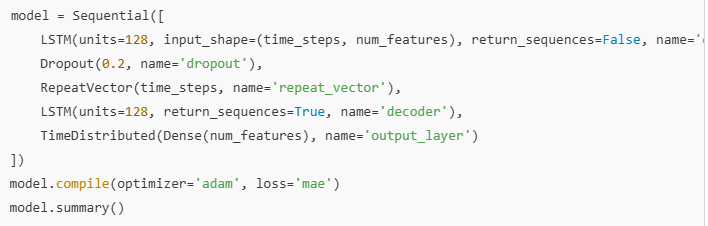 model = Sequential([
    LSTM(units=128, input_shape=(time_steps, num_features), return_sequences=False, name='
    Dropout(0.2, name='dropout'),
    RepeatVector(time_steps, name='repeat_vector'),
    LSTM(units=128, return_sequences=True, name='decoder'),
    TimeDistributed(Dense(num_features), name='output_layer')
])
model.compile(optimizer='adam', loss='mae')
model.summary()